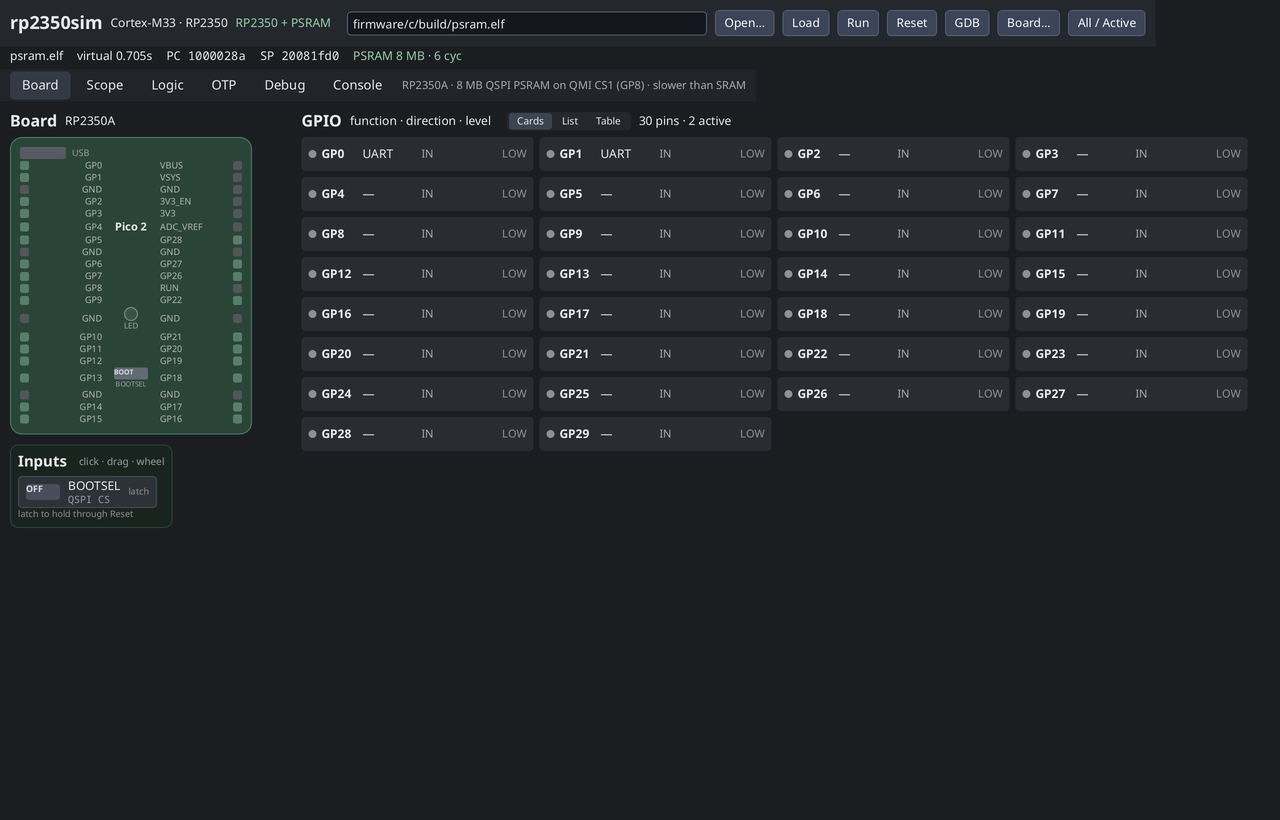 rp2350sim Cortex-M33 · RP2350 RP2350 + PSRAM firmware/c/build/psram.elf Open... Load Run Reset GDB Board... All / Active
psram.elf virtual 0.705s PC 1000028a SP 20081fd0 PSRAM 8 MB · 6 cyc
Board Scope Logic OTP Debug Console RP2350A · 8 MB QSPI PSRAM on QMI CS1 (GP8) · slower than SRAM
Board RP2350A
USB
GP0 VBUS
GP1 VSYS
GND GND
GP2 3V3_EN
GP3 3V3
GP4 Pico 2 ADC_VREF
GP5 GP28
GND GND
GP6 GP27
GP7 GP26
GP8 RUN
GP9 GP22
GND GND
LED
GP10 GP21
GP11 GP20
GP12 GP19
BOOT
GP13 GP18
BOOTSEL
GND GND
GP14 GP17
GP15 GP16
Inputs click · drag · wheel
OFF BOOTSEL latch
QSPI CS
latch to hold through Reset
GPIO function · direction · level Cards List Table 30 pins · 2 active
GP0 UART IN LOW GP1 UART IN LOW GP2 — IN LOW GP3 — IN LOW
GP4 — IN LOW GP5 — IN LOW GP6 — IN LOW GP7 — IN LOW
GP8 — IN LOW GP9 — IN LOW GP10 — IN LOW GP11 — IN LOW
GP12 — IN LOW GP13 — IN LOW GP14 — IN LOW GP15 — IN LOW
GP16 — IN LOW GP17 — IN LOW GP18 — IN LOW GP19 — IN LOW
GP20 — IN LOW GP21 — IN LOW GP22 — IN LOW GP23 — IN LOW
GP24 — IN LOW GP25 — IN LOW GP26 — IN LOW GP27 — IN LOW
GP28 — IN LOW GP29 — IN LOW